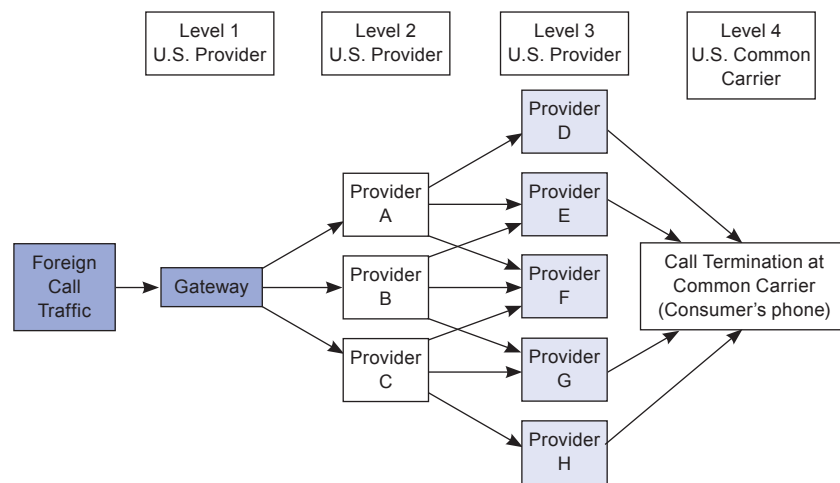 Level 1
U.S. Provider
Level 2
U.S. Provider
Level 3
U.S. Provider
Level 4
U.S. Common
Carrier
Foreign
Call
Traffic
Gateway
Provider
A
Provider
B
Provider
C
Provider
D
Provider
E
Provider
F
Provider
G
Provider
H
Call Termination at
Common Carrier
(Consumer’s phone)